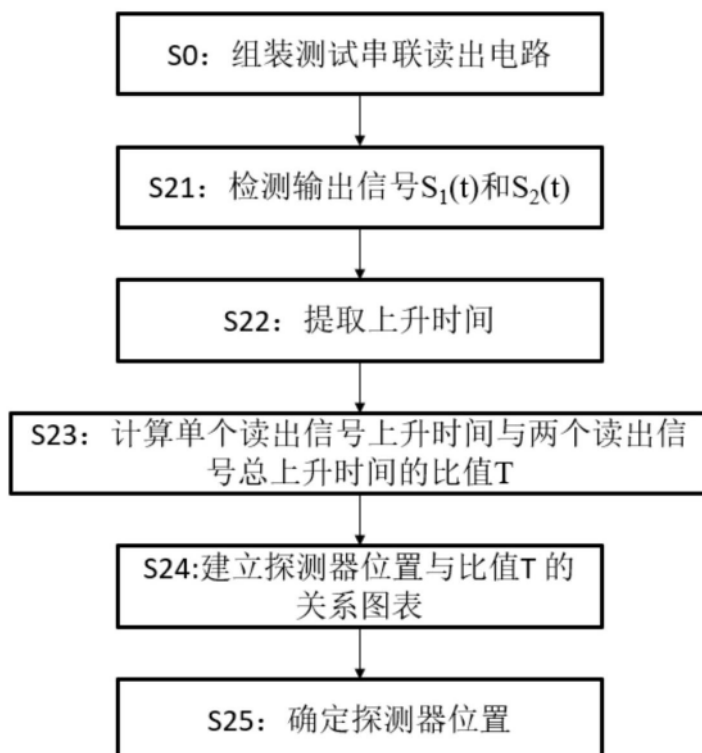 S0：组装测试串联读出电路
S21：检测输出信号S₁(t)和S₂(t)
S22：提取上升时间
S23：计算单个读出信号上升时间与两个读出信
号总上升时间的比值T
S24:建立探测器位置与比值T 的
关系图表
S25：确定探测器位置